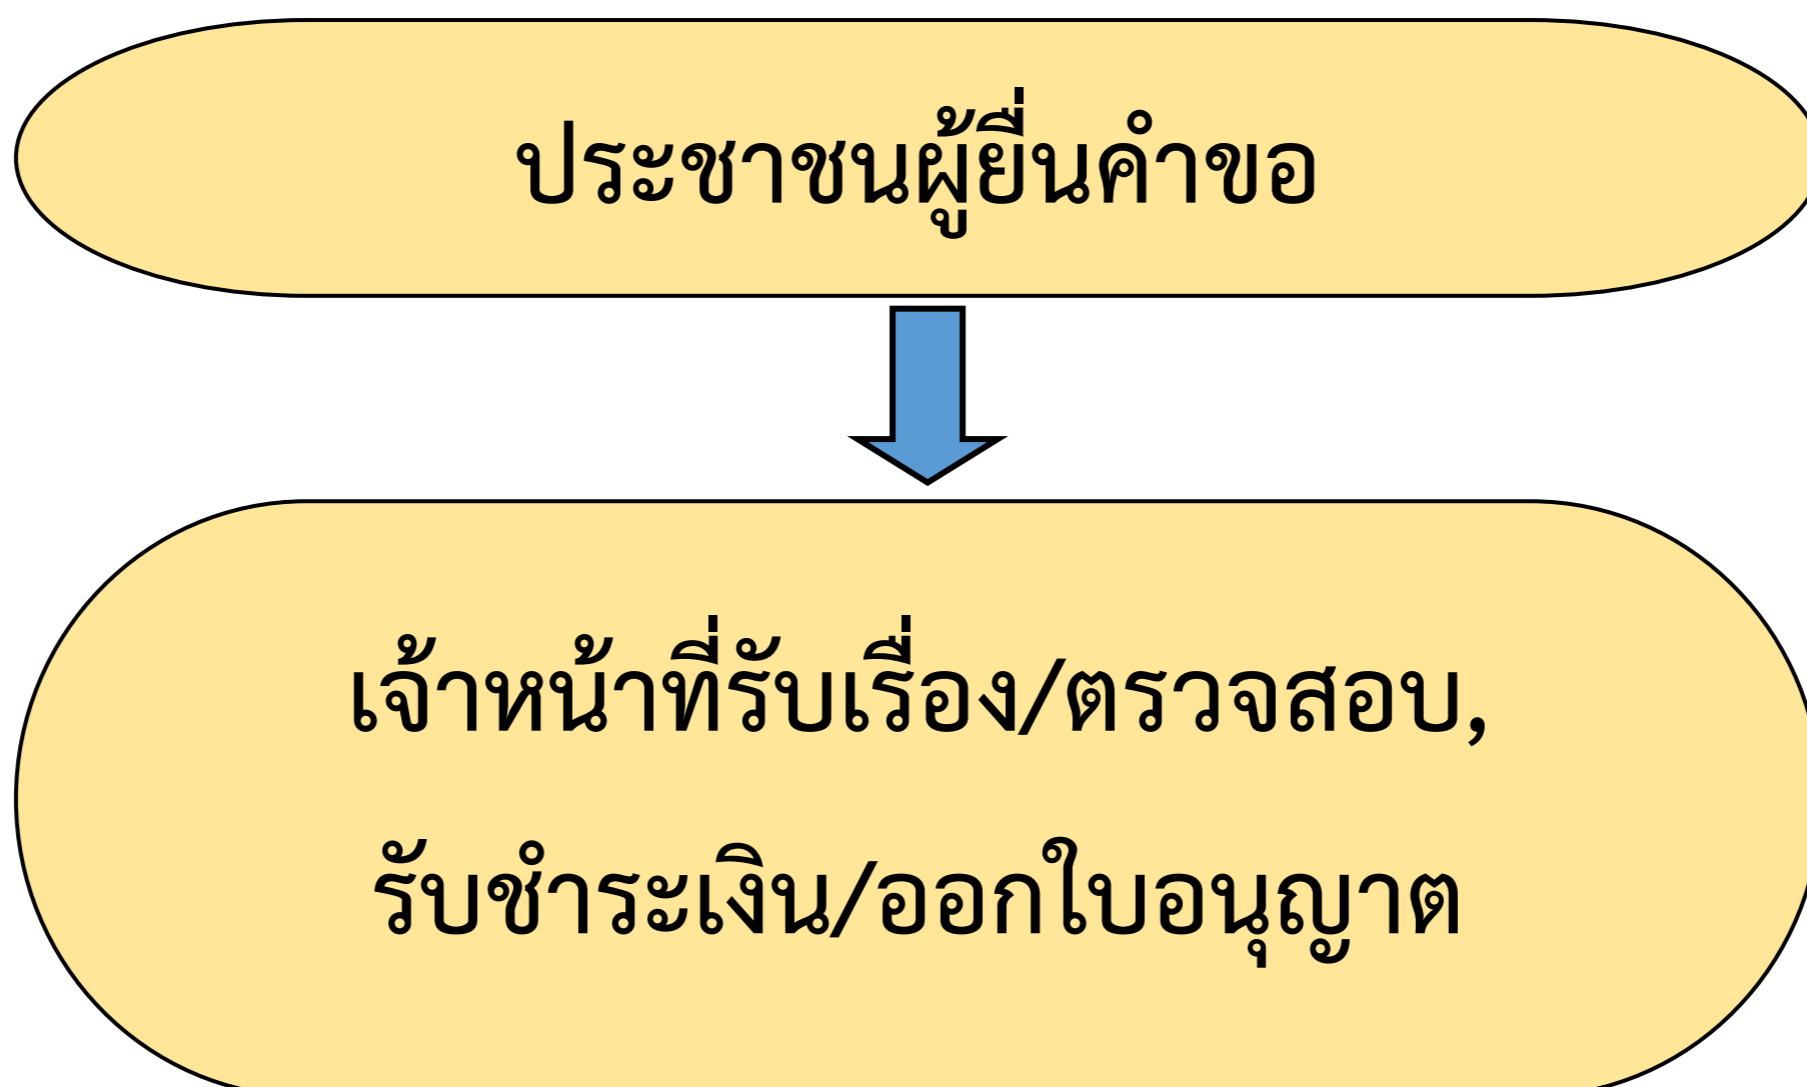 ประชาชนผู้ยื่นคำขอ
เจ้าหน้าที่รับเรื่อง/ตรวจสอบ,
รับชำระเงิน/ออกใบอนุญาต